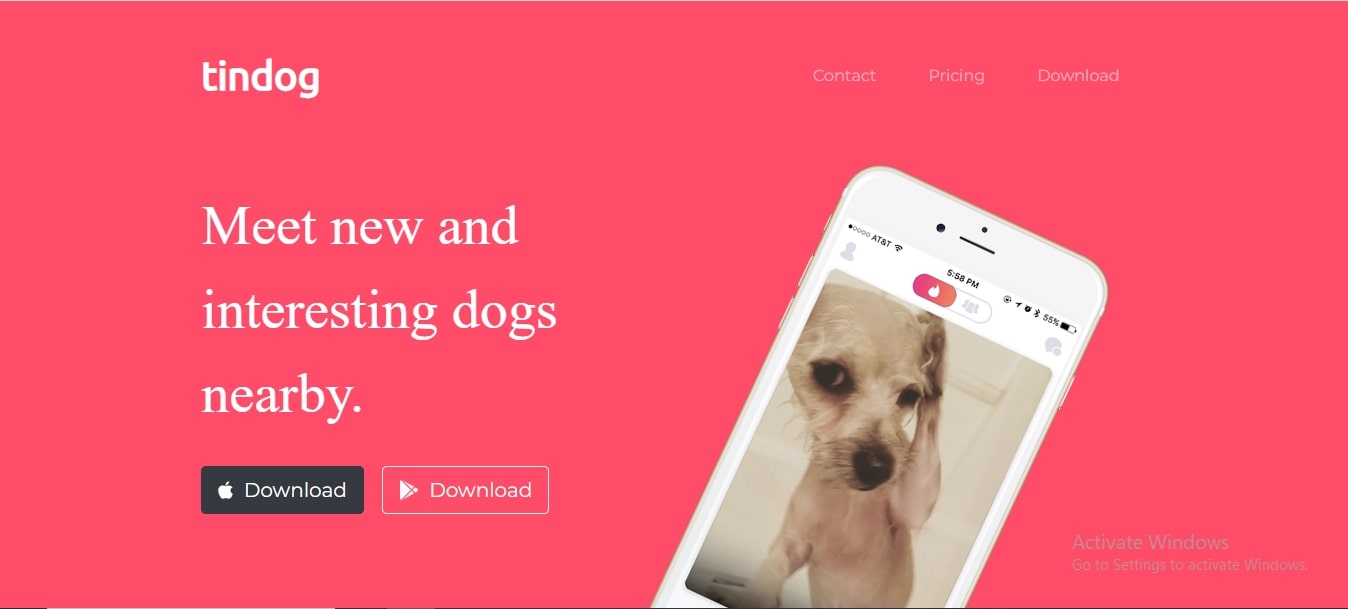 tindog
Contact Pricing Download
Meet new and
interesting dogs
nearby.
Download Download
AT&T
5:58 PM
55%
Activate Windows
Go to Settings to activate Windows.